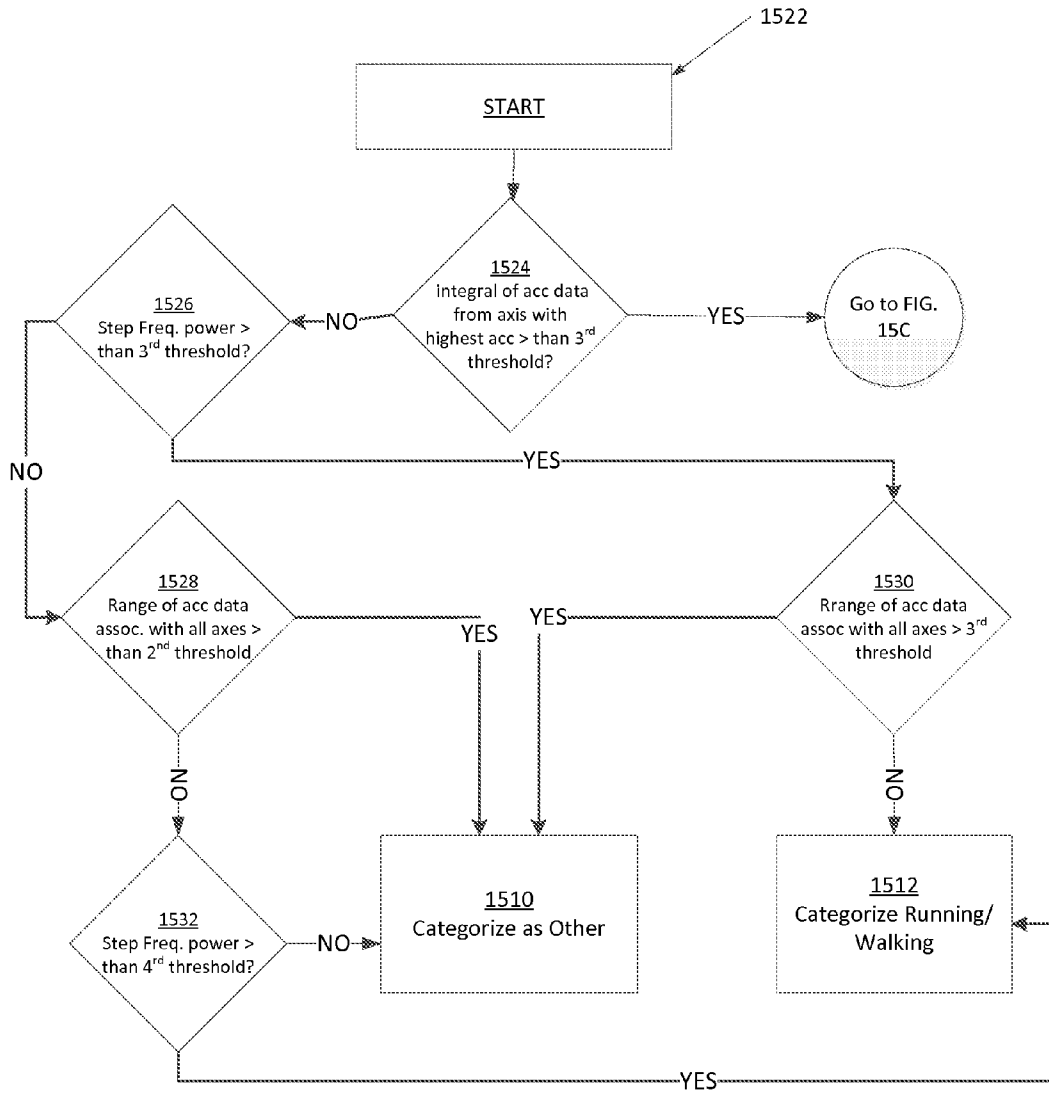 1522
START
1524
integral of acc data
from axis with
highest acc > than 3rd
threshold?
1526
Step Freq. power >
than 3rd threshold?
NO
YES
Go to FIG.
15C
YES
NO
1528
Range of acc data
assoc. with all axes >
than 2nd threshold
YES
YES
1530
Rrange of acc data
assoc with all axes > 3rd
threshold
NO
NO
1532
Step Freq. power >
than 4rd threshold?
NO
1510
Categorize as Other
1512
Categorize Running/
Walking
YES